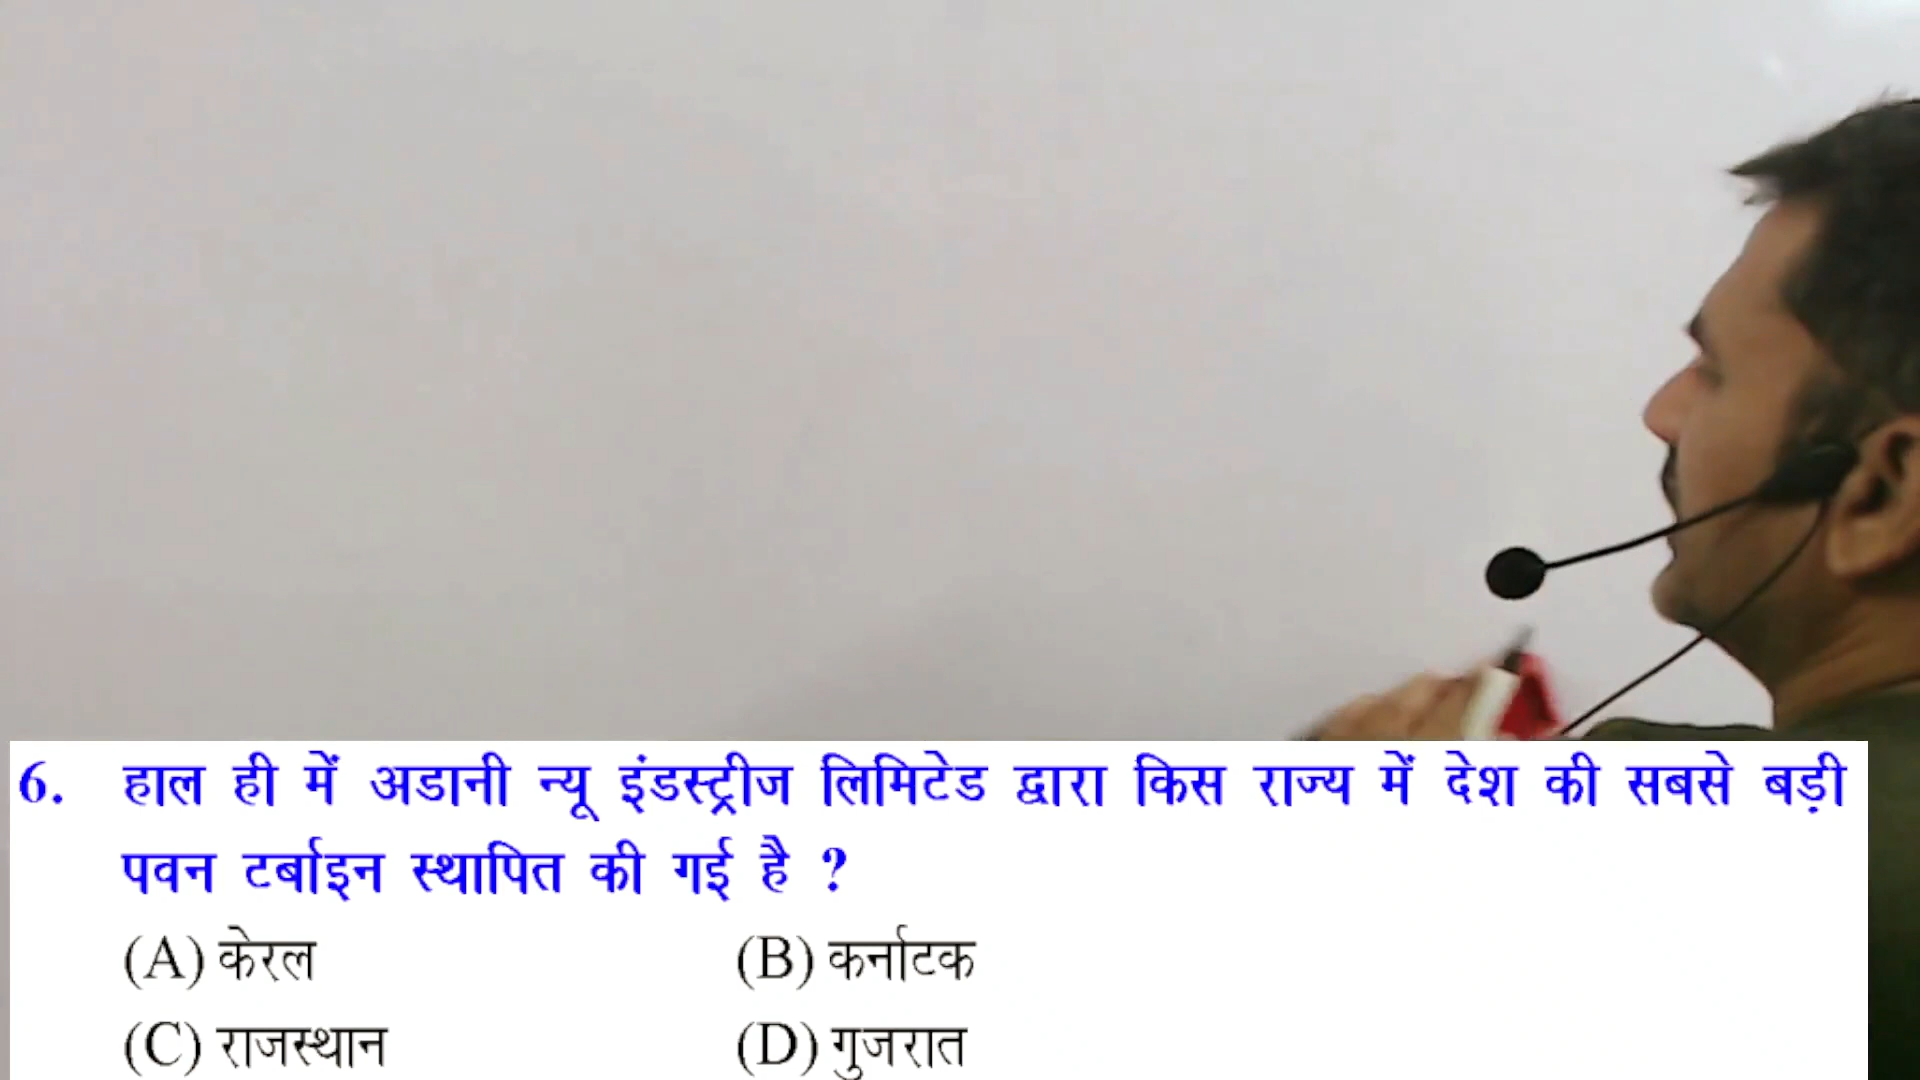 6. हाल ही में अडानी न्यू इंडस्ट्रीज लिमिटेड द्वारा किस राज्य में देश की सबसे बड़ी
पवन टर्बाइन स्थापित की गई है ?
(A) केरल (B) कर्नाटक
(C) राजस्थान (D) गुजरात